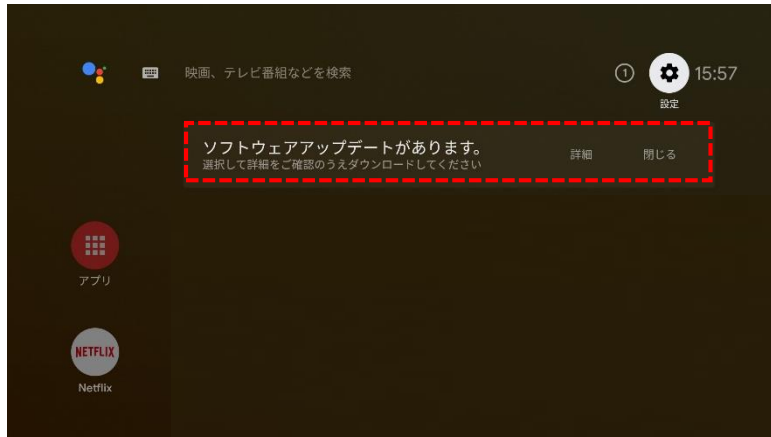 映画、テレビ番組などを検索
1
15:57
設定
ソフトウェアアップデートがあります。
選択して詳細をご確認のうえダウンロードしてください
詳細
閉じる
アプリ
NETFLIX
Netflix